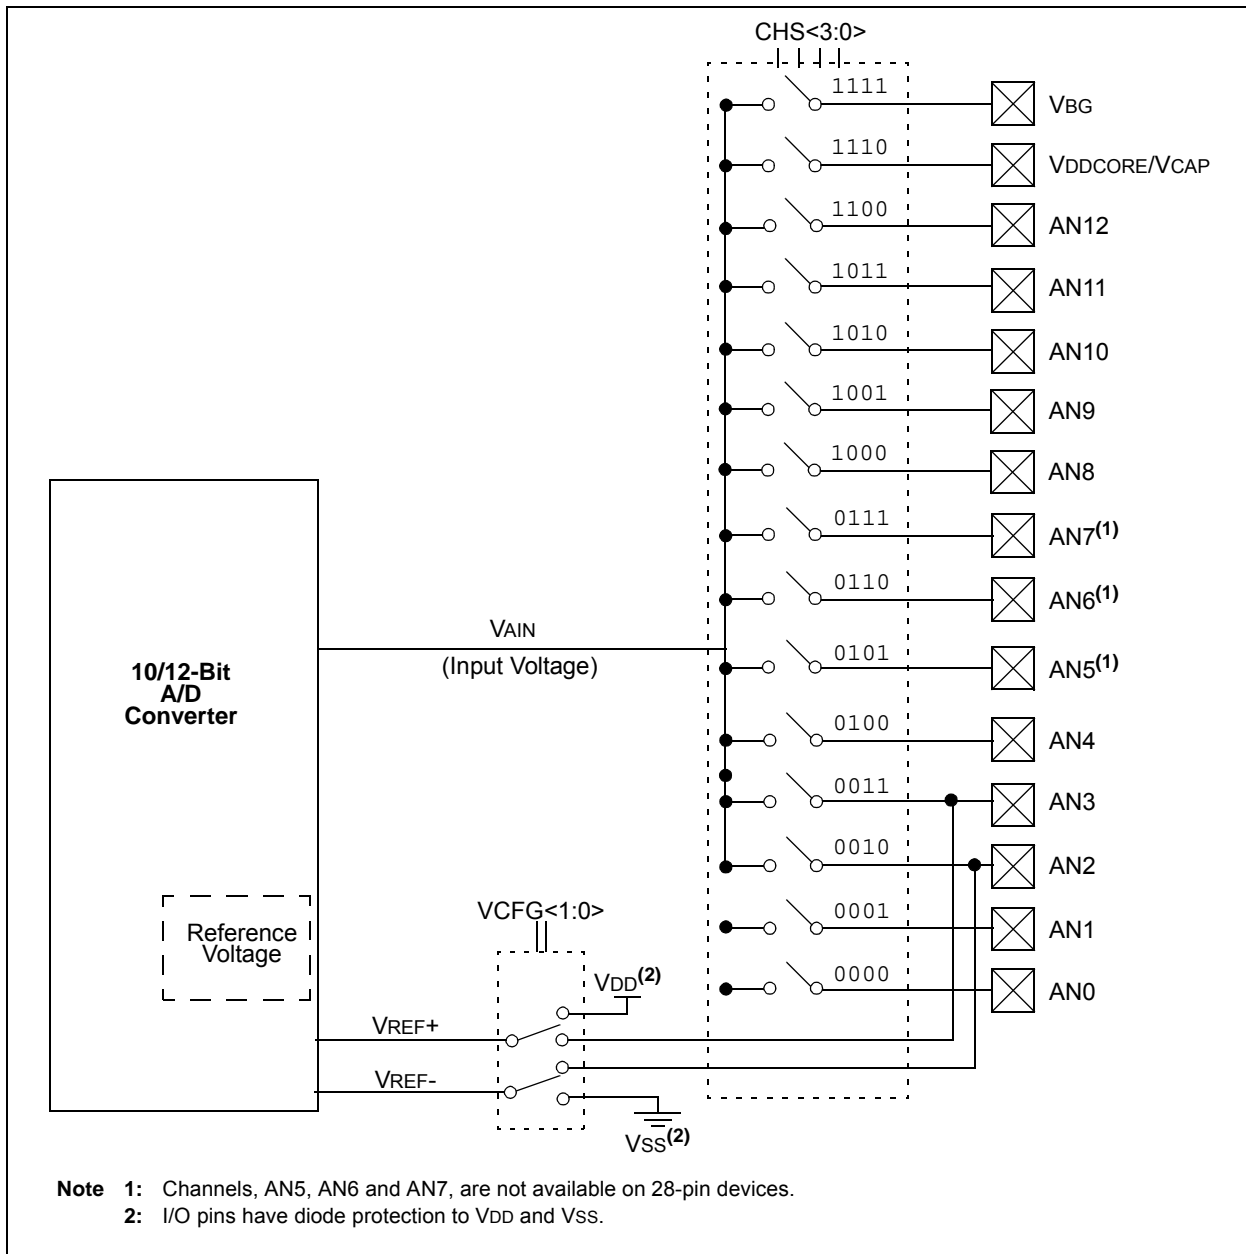 CHS<3:0>
1111 VBG
1110 VDDCORE/VCAP
1100 AN12
1011 AN11
1010 AN10
1001 AN9
1000 AN8
0111 AN7(1)
0110 AN6(1)
0101 AN5(1)
0100 AN4
0011 AN3
0010 AN2
0001 AN1
0000 AN0
VAIN
(Input Voltage)
10/12-Bit
A/D
Converter
Reference
Voltage
VCFG<1:0>
VDD(2)
VREF+
VREF-
VSS(2)
Note 1: Channels, AN5, AN6 and AN7, are not available on 28-pin devices.
2: I/O pins have diode protection to VDD and VSS.